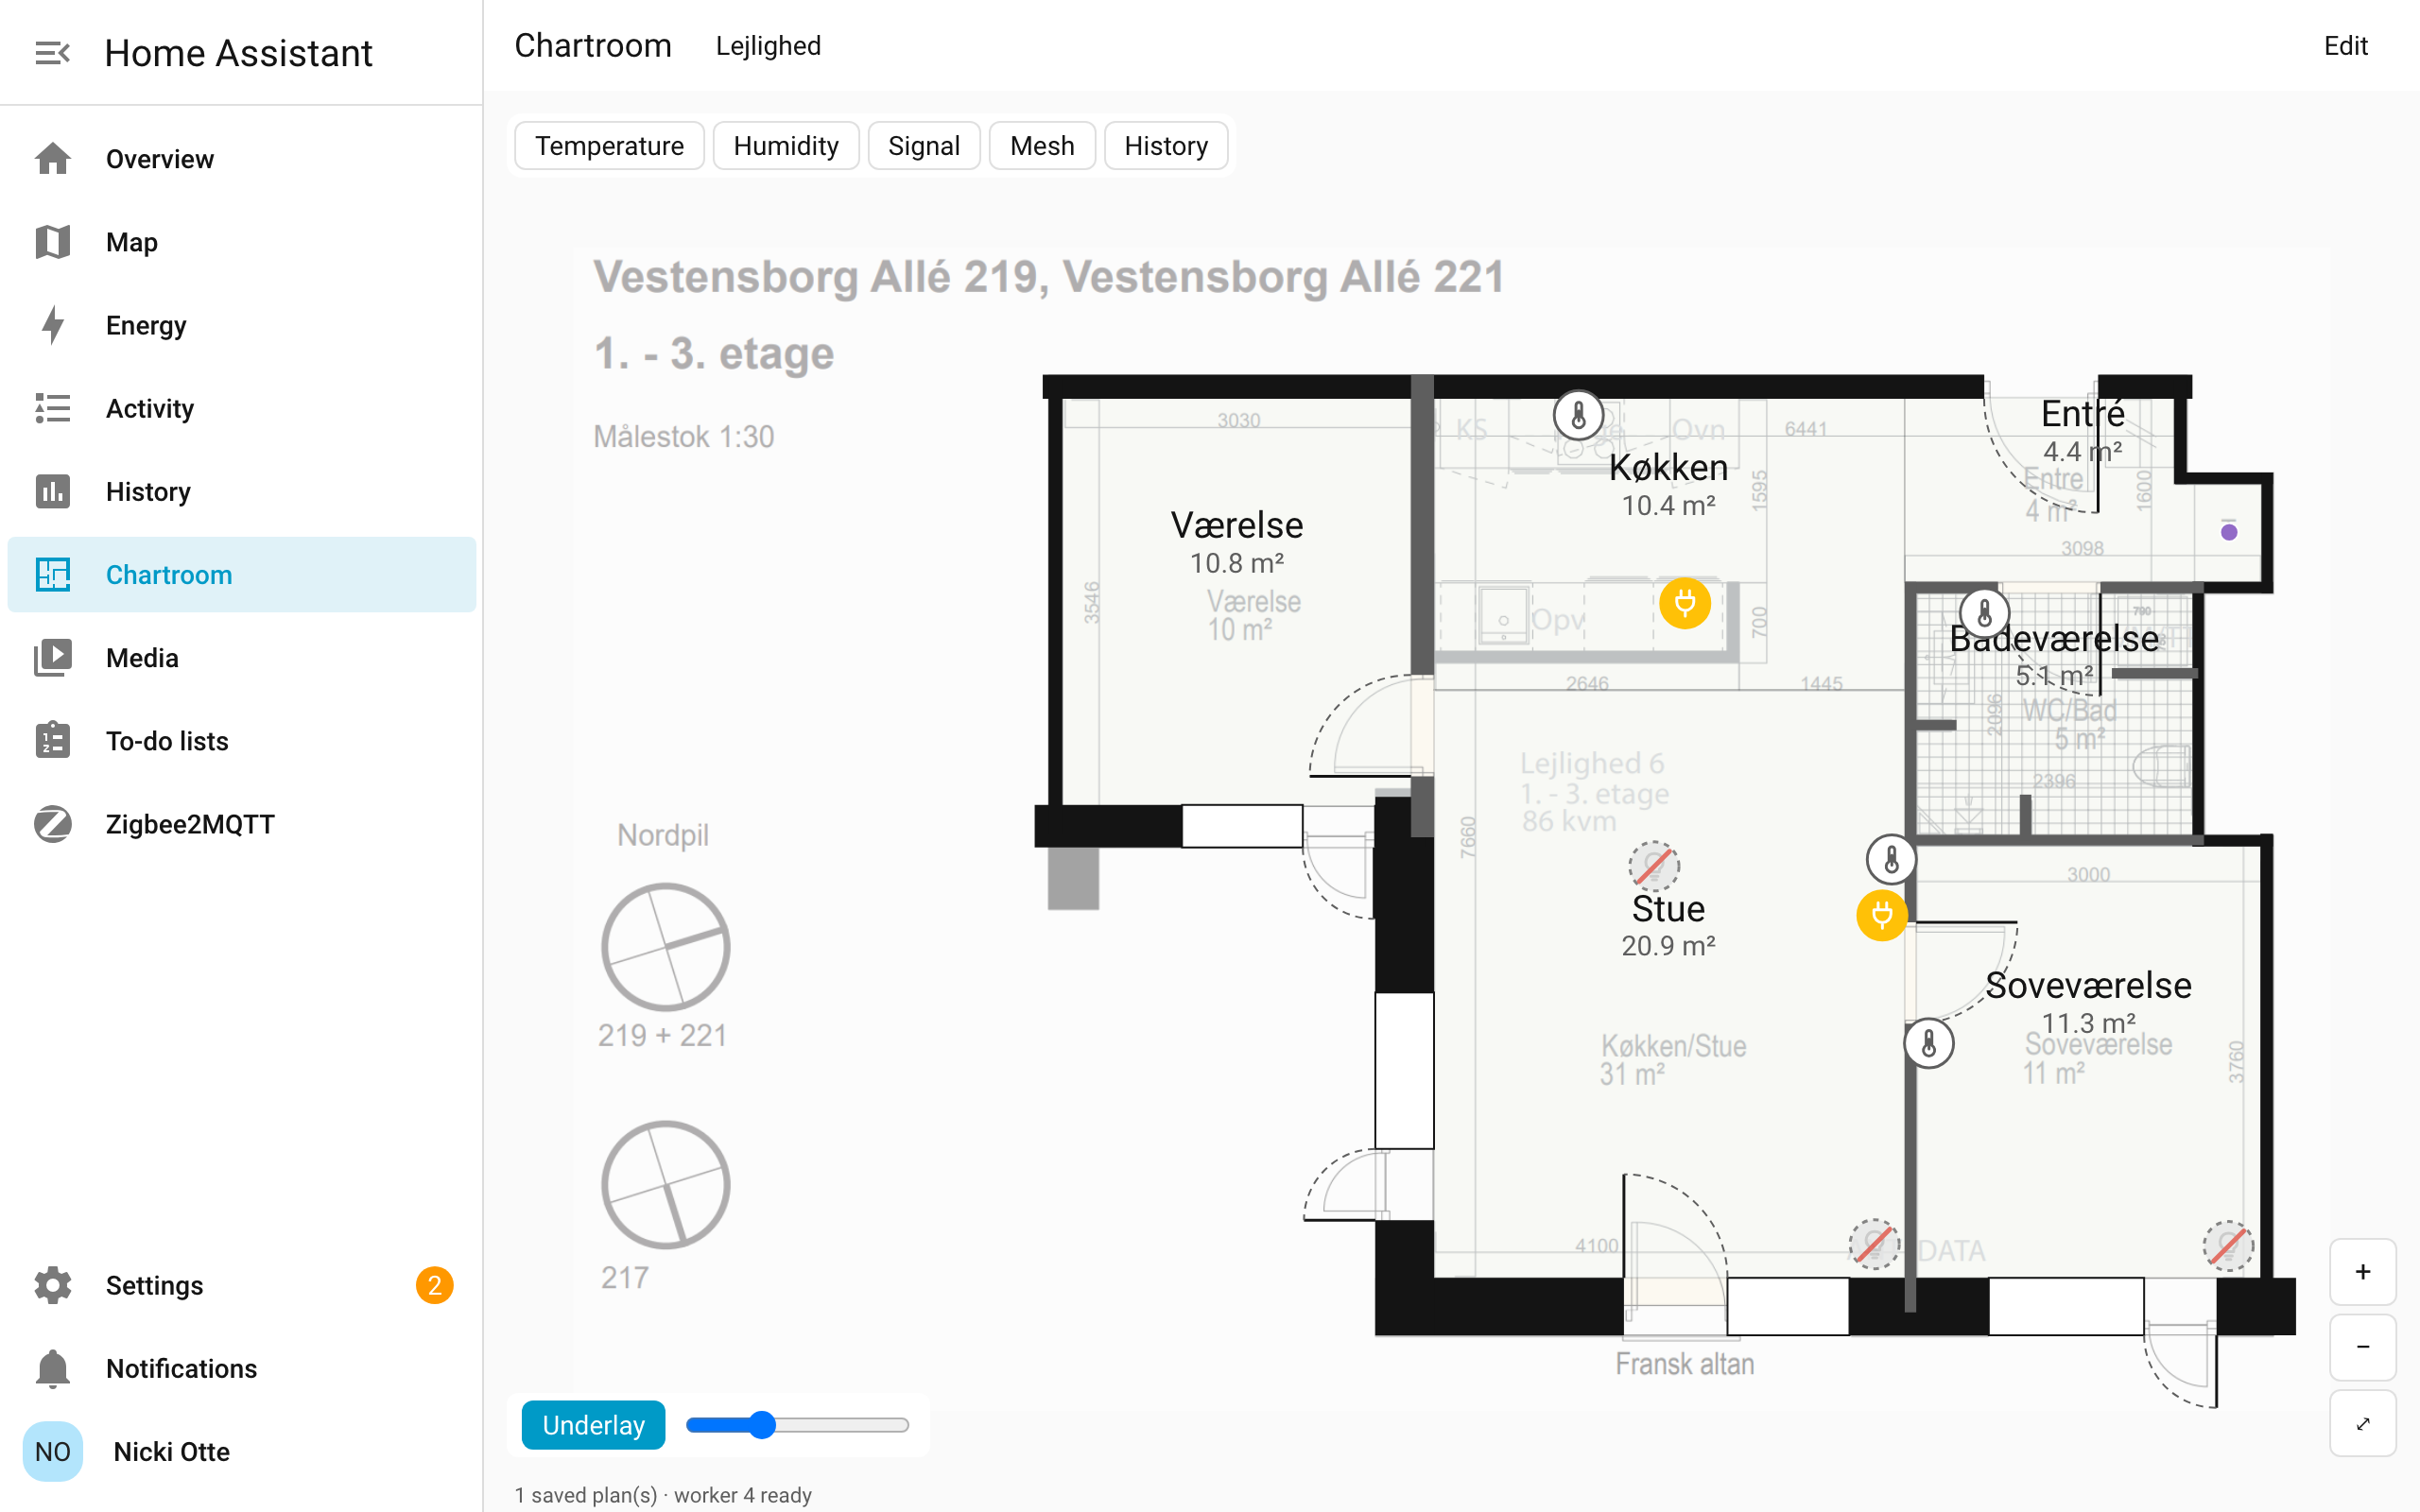 Home Assistant
Overview
Map
Energy
Activity
History
Chartroom
Media
To-do lists
Zigbee2MQTT
Settings
2
Notifications
NO
Nicki Otte
Chartroom Lejlighed Edit
Temperature Humidity Signal Mesh History
Vestensborg Allé 219, Vestensborg Allé 221
1. - 3. etage
Målestok 1:30
3030
KS
Ovn
6441
Entré
4.4 m²
Entre
4 m²
1600
Køkken
10.4 m²
1595
Værelse
10.8 m²
Værelse
10 m²
3546
3098
Opv
700
700
Badeværelse
5.1 m²
WC/Bad
5 m²
2096
2396
2646
1445
Lejlighed 6
1. - 3. etage
86 kvm
7660
Stue
20.9 m²
3000
Soveværelse
11.3 m²
Soveværelse
11 m²
3760
Køkken/Stue
31 m²
4100
DATA
Fransk altan
Nordpil
219 + 221
217
Underlay
+
−
1 saved plan(s) · worker 4 ready